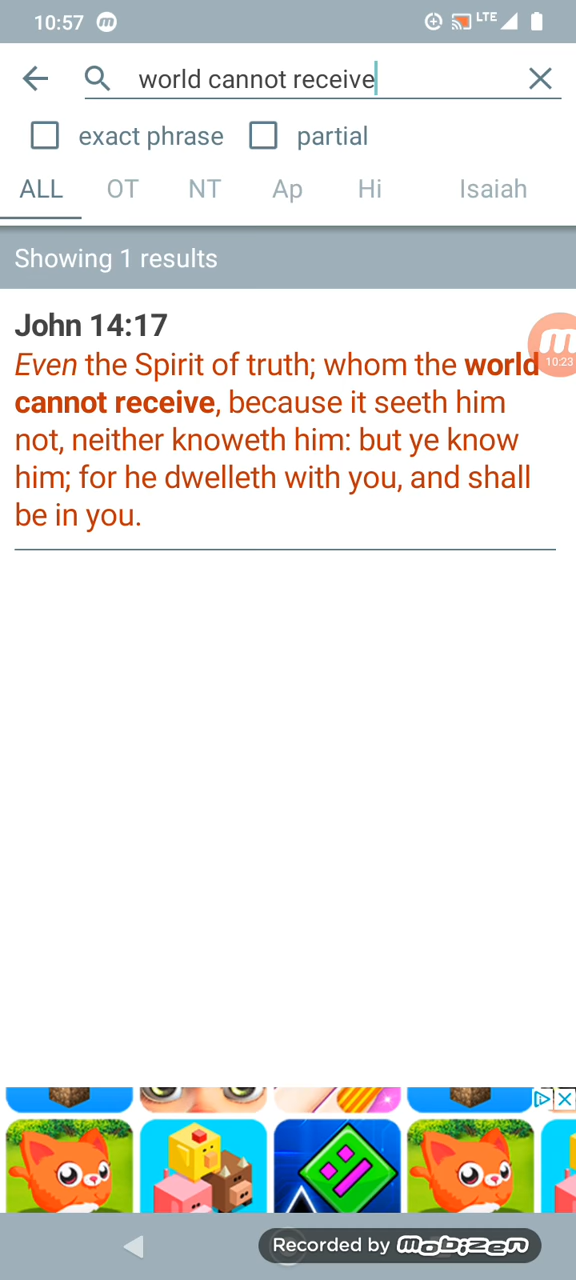 10:57 m LTE
world cannot receive
exact phrase partial
ALL OT NT Ap Hi Isaiah
Showing 1 results
John 14:17
10:23
Even the Spirit of truth; whom the world
cannot receive, because it seeth him
not, neither knoweth him: but ye know
him; for he dwelleth with you, and shall
be in you.
Recorded by mobizen